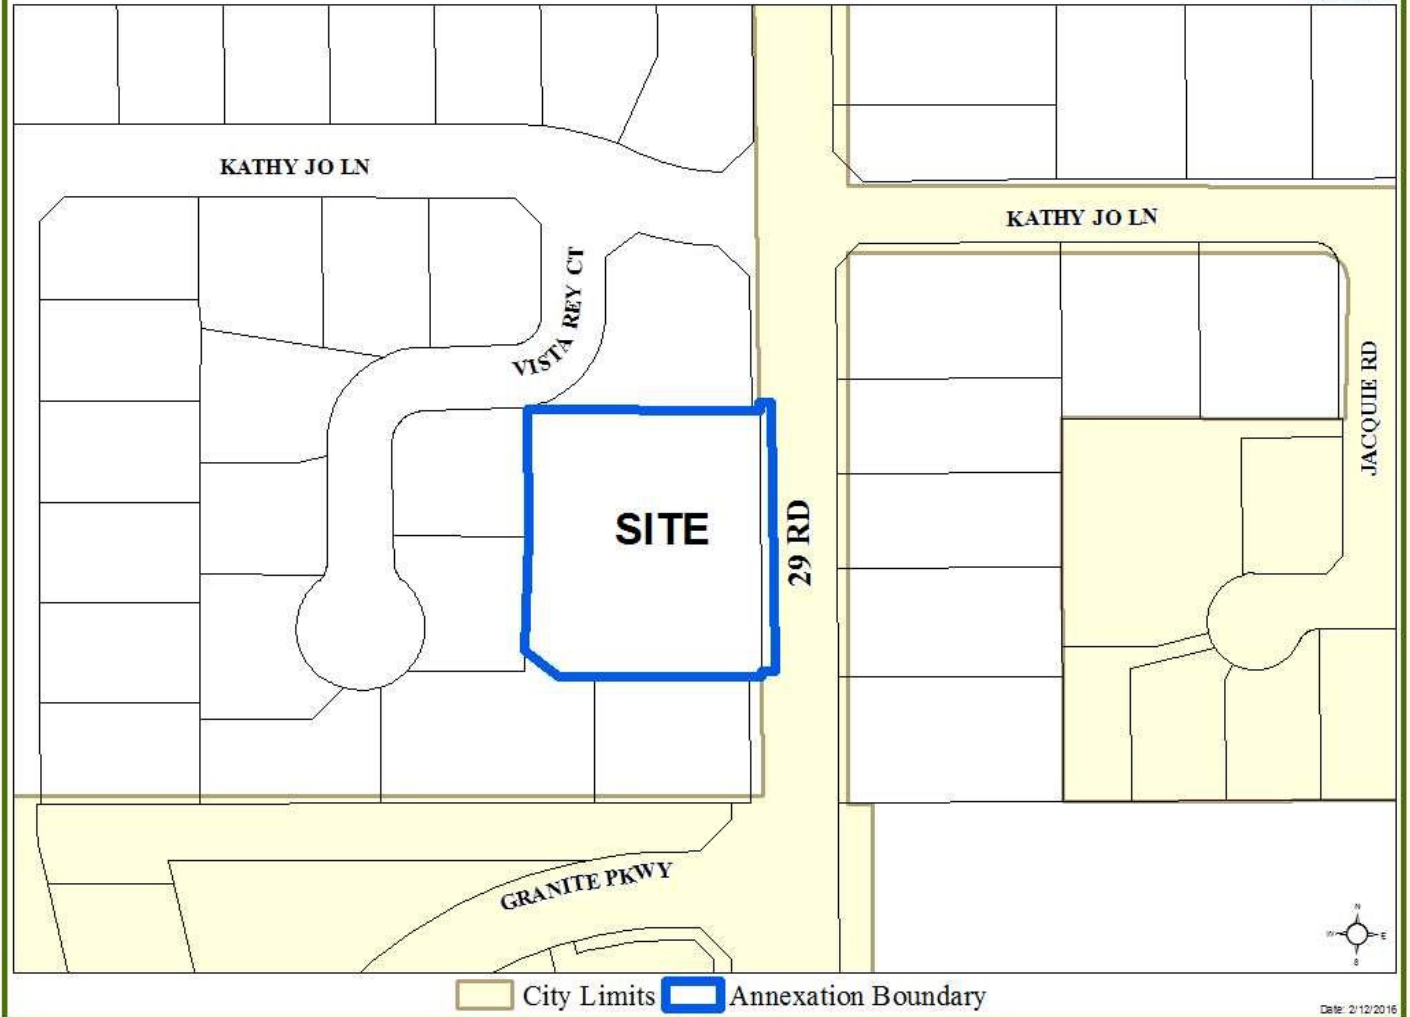 KATHY JO LN
KATHY JO LN
VISTA REY CT
JACQUIE RD
SITE
29 RD
GRANITE PKWY
N
W E
S
City Limits Annexation Boundary
Date: 2/12/2016